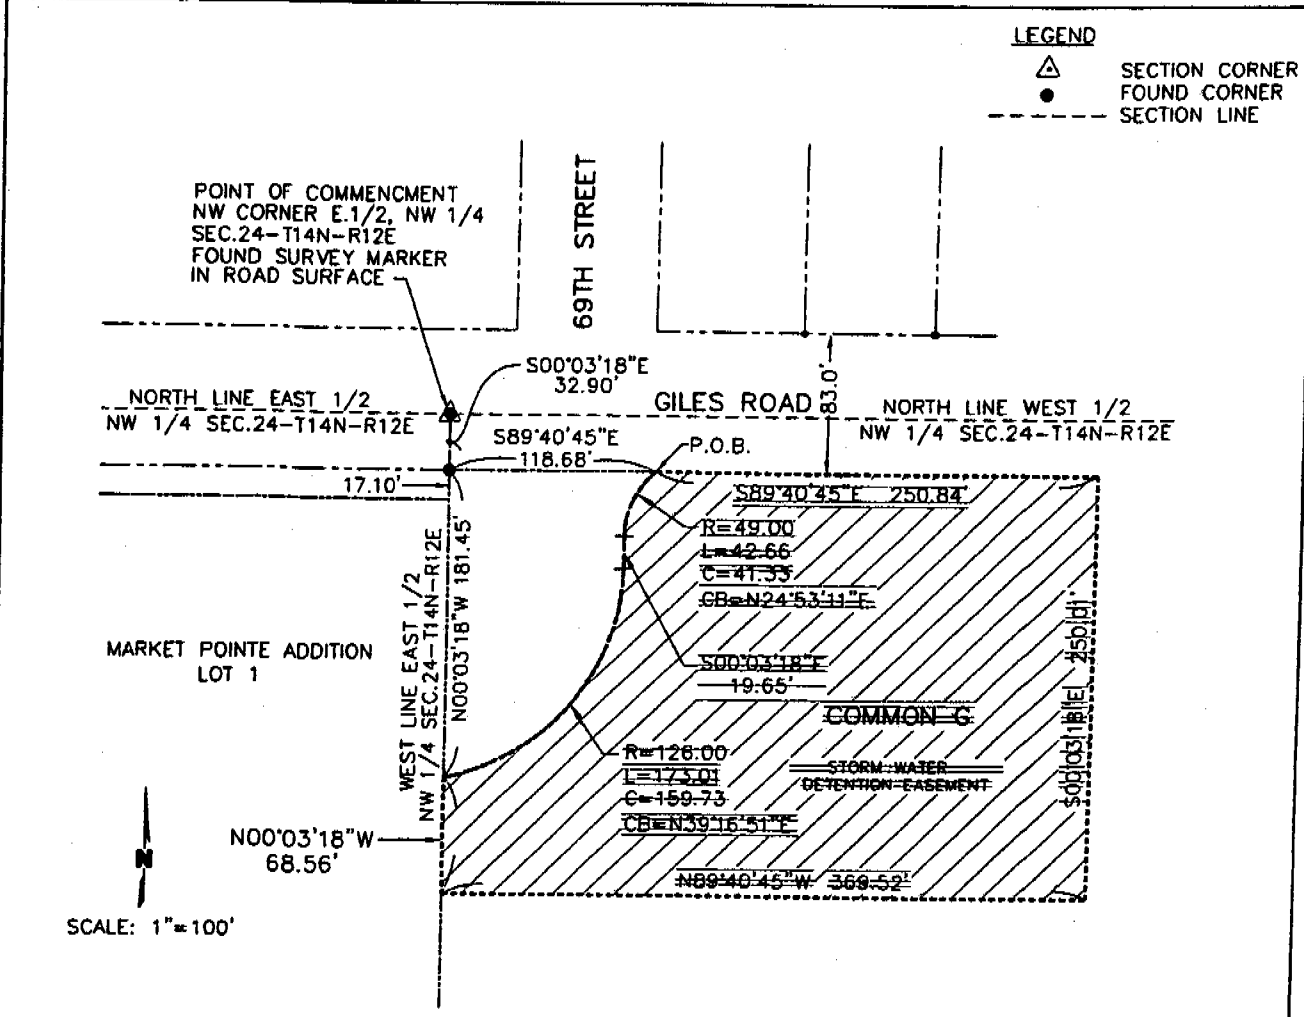 LEGEND
SECTION CORNER
FOUND CORNER
SECTION LINE
69TH STREET
POINT OF COMMENCMENT
NW CORNER E.1/2, NW 1/4
SEC.24-T14N-R12E
FOUND SURVEY MARKER
IN ROAD SURFACE
S00°03'18"E
32.90'
83.0'
NORTH LINE EAST 1/2
NW 1/4 SEC.24-T14N-R12E
GILES ROAD
NORTH LINE WEST 1/2
NW 1/4 SEC.24-T14N-R12E
S89°40'45"E
118.68'
P.O.B.
17.10'
S89°40'45"E 250.84'
R=49.00
L=42.66
C=41.33
CB=N24°53'11"E
WEST LINE EAST 1/2
NW 1/4 SEC.24-T14N-R12E
N00°03'18"W 181.45'
S00°03'18"E 250.01'
MARKET POINTE ADDITION
LOT 1
S00°03'18"E
19.65'
COMMON G
R=126.00
L=173.01
C=159.73
CB=N39°16'51"E
STORM WATER
DETENTION EASEMENT
N00°03'18"W
68.56'
N89°40'45"W 369.52'
N
SCALE: 1"=100'